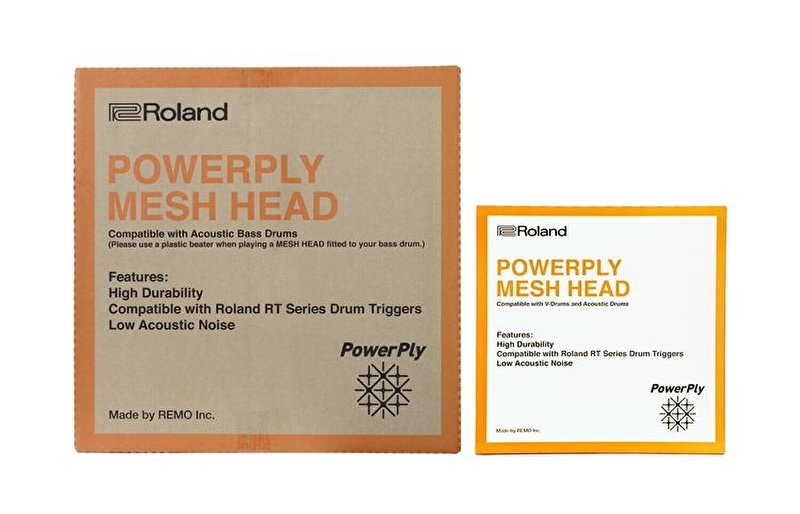 Roland
POWERPLY
MESH HEAD
Compatible with Acoustic Bass Drums
(Please use a plastic beater when playing a MESH HEAD fitted to your bass drum.)
Features:
High Durability
Compatible with Roland RT Series Drum Triggers
Low Acoustic Noise
PowerPly
Made by REMO Inc.
Roland
POWERPLY
MESH HEAD
Compatible with V-Drums and Acoustic Drums
Features:
High Durability
Compatible with Roland RT Series Drum Triggers
Low Acoustic Noise
PowerPly
Made by REMO Inc.